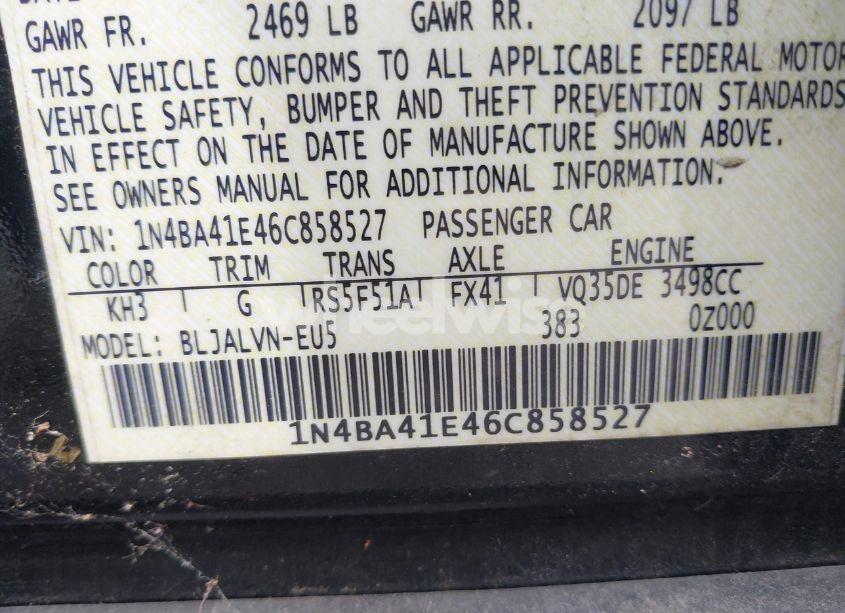 GAWR FR. 2469 LB GAWR RR. 2097 LB
THIS VEHICLE CONFORMS TO ALL APPLICABLE FEDERAL MOTOR
VEHICLE SAFETY, BUMPER AND THEFT PREVENTION STANDARDS
IN EFFECT ON THE DATE OF MANUFACTURE SHOWN ABOVE.
SEE OWNERS MANUAL FOR ADDITIONAL INFORMATION.
VIN: 1N4BA41E46C858527 PASSENGER CAR
COLOR TRIM TRANS AXLE ENGINE
KH3 G RS5F51A FX41 VQ35DE 3498CC
MODEL: BLJALVN-EU5 383 0Z000
1N4BA41E46C858527